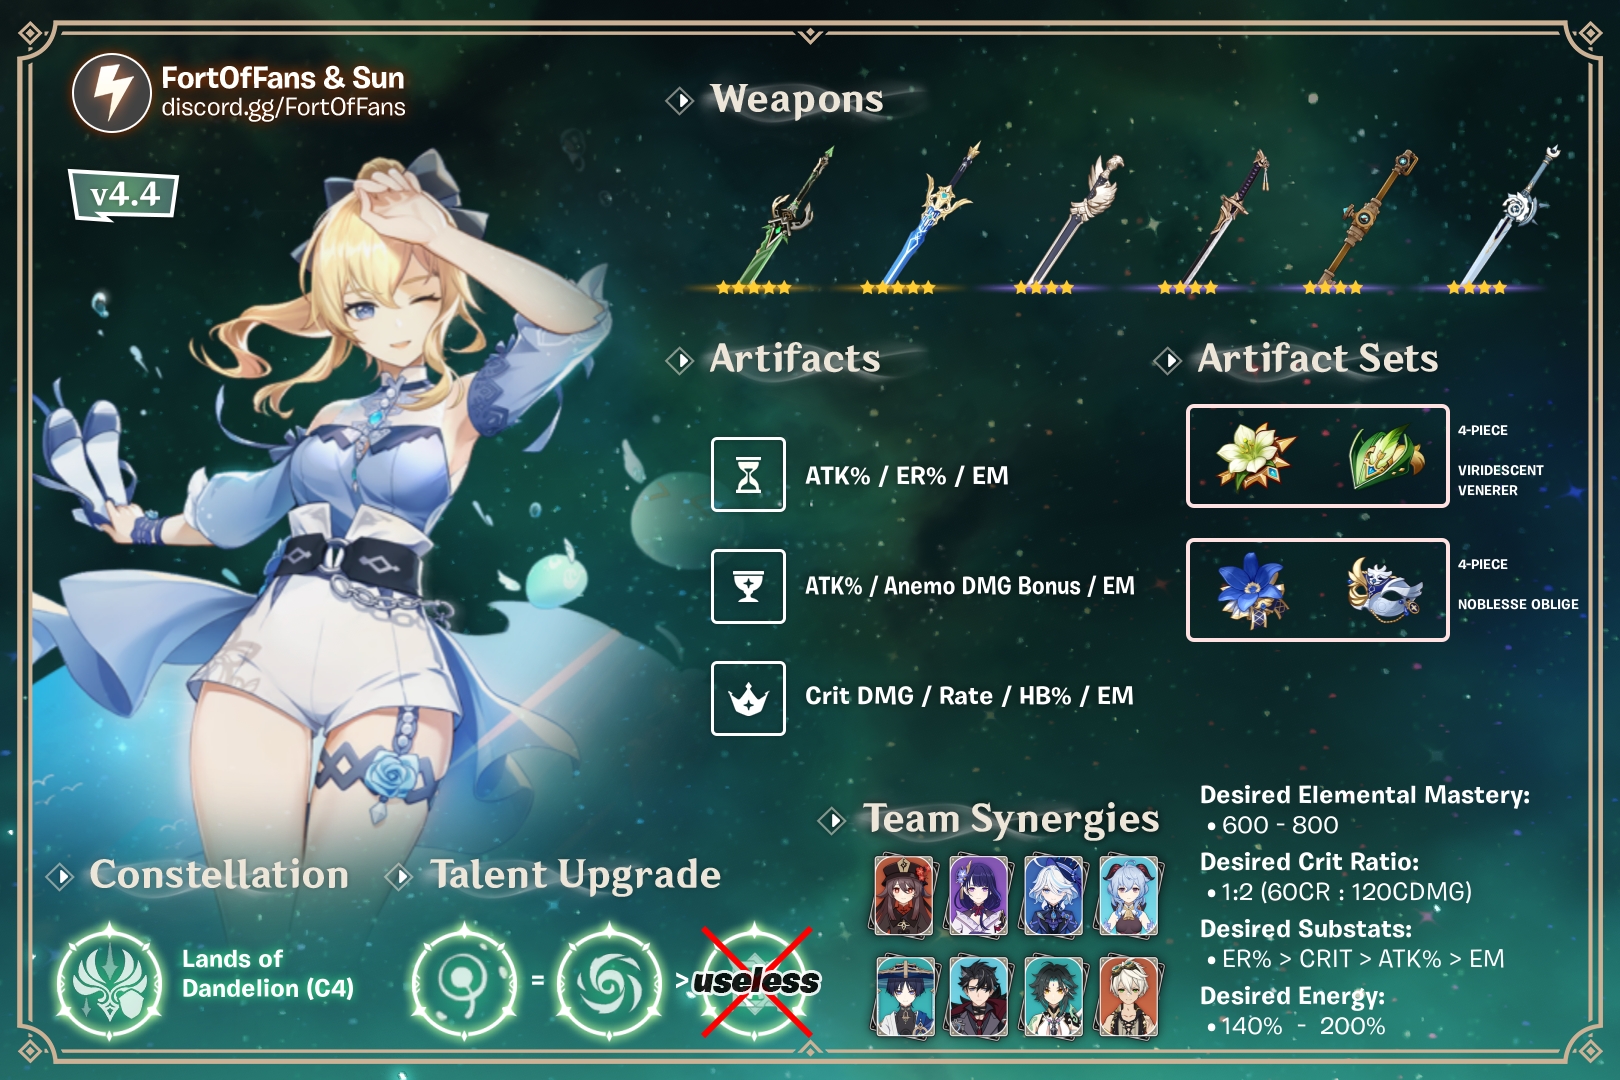 FortOfFans & Sun
discord.gg/FortOfFans
v4.4
Weapons
Artifacts
ATK% / ER% / EM
ATK% / Anemo DMG Bonus / EM
Crit DMG / Rate / HB% / EM
Artifact Sets
4-PIECE
VIRIDESCENT
VENERER
4-PIECE
NOBLESSE OBLIGE
Constellation
Lands of
Dandelion (C4)
Talent Upgrade
= > useless
Team Synergies
Desired Elemental Mastery:
• 600 - 800
Desired Crit Ratio:
• 1:2 (60CR : 120CDMG)
Desired Substats:
• ER% > CRIT > ATK% > EM
Desired Energy:
• 140% - 200%